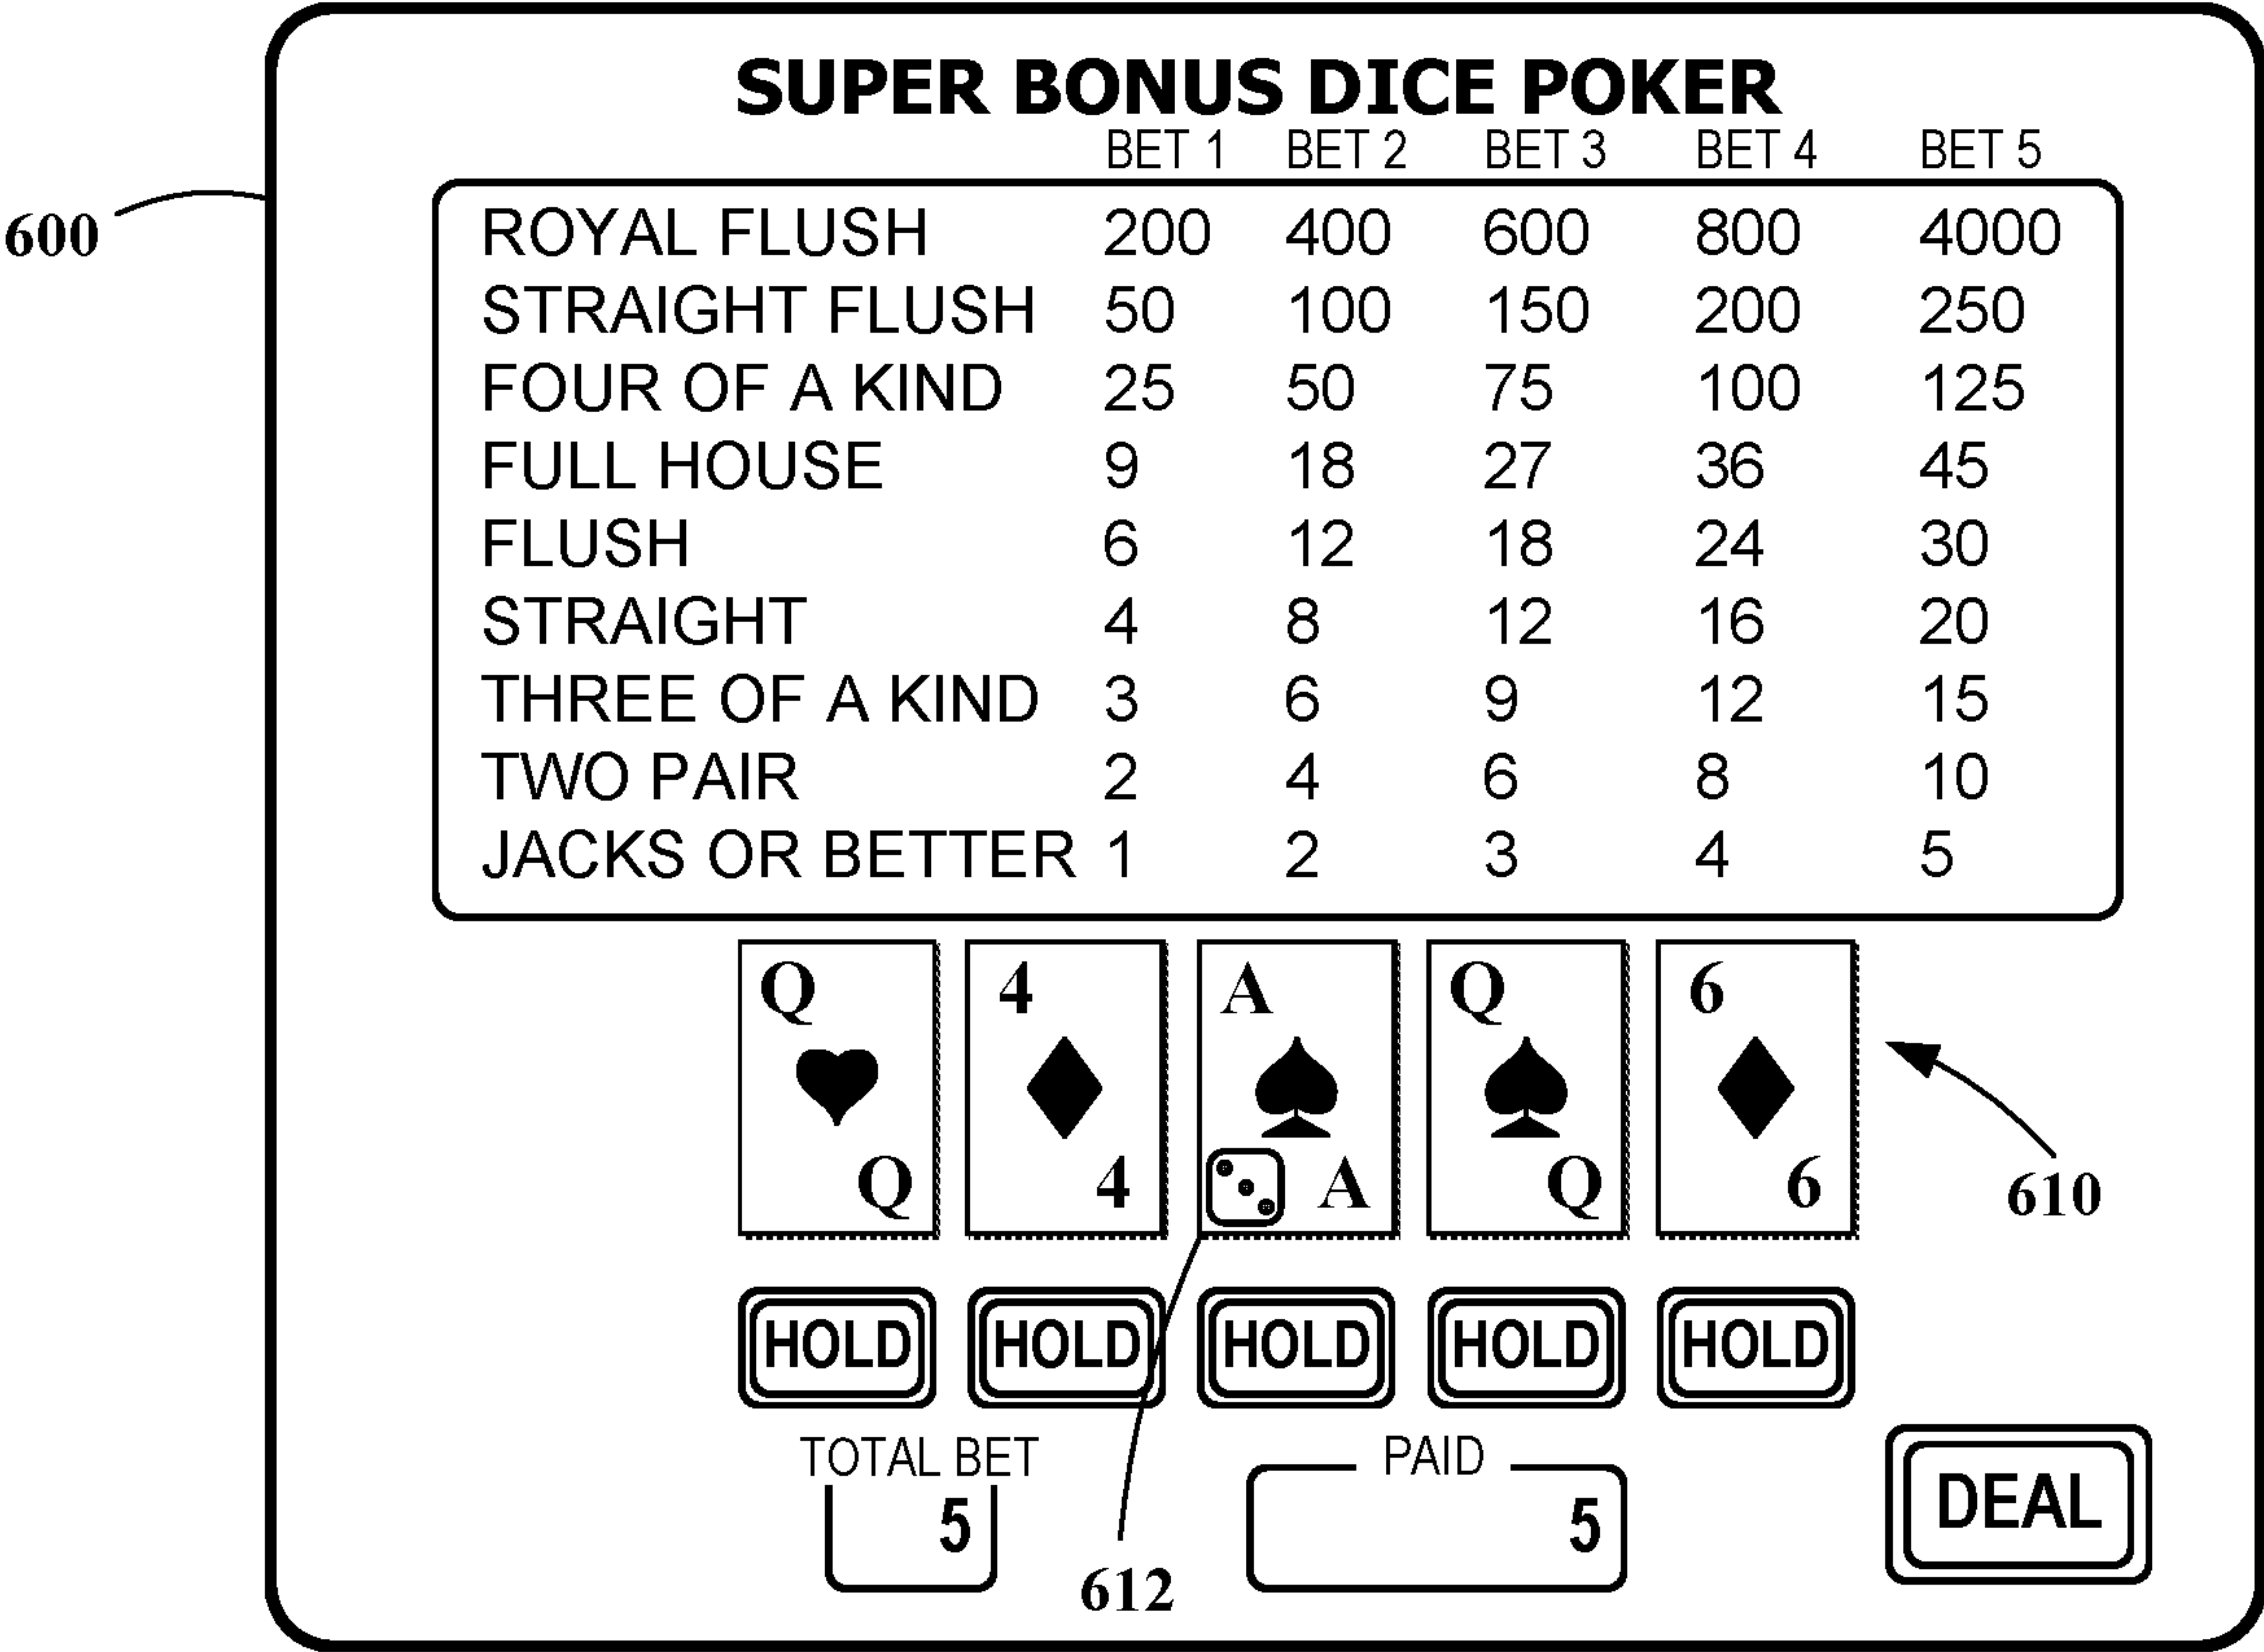 SUPER BONUS DICE POKER
BET 1 BET 2 BET 3 BET 4 BET 5
600
ROYAL FLUSH 200 400 600 800 4000
STRAIGHT FLUSH 50 100 150 200 250
FOUR OF A KIND 25 50 75 100 125
FULL HOUSE 9 18 27 36 45
FLUSH 6 12 18 24 30
STRAIGHT 4 8 12 16 20
THREE OF A KIND 3 6 9 12 15
TWO PAIR 2 4 6 8 10
JACKS OR BETTER 1 2 3 4 5
Q 4 A Q 6
Q 4 A Q 6
610
HOLD HOLD HOLD HOLD HOLD
TOTAL BET PAID
5 5 DEAL
612